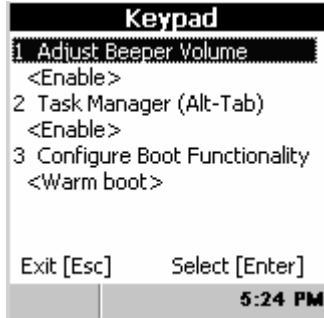 Keypad
1 Adjust Beeper Volume
<Enable>
2 Task Manager (Alt-Tab)
<Enable>
3 Configure Boot Functionality
<Warm boot>
Exit [Esc] Select [Enter]
5:24 PM